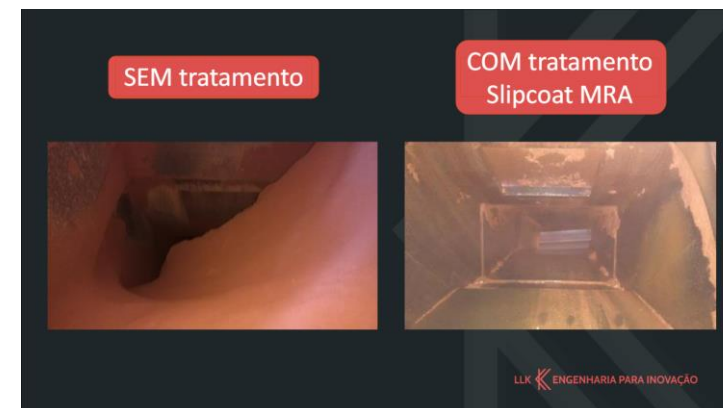 SEM tratamento
COM tratamento
Slipcoat MRA
LLK ENGENHARIA PARA INOVAÇÃO